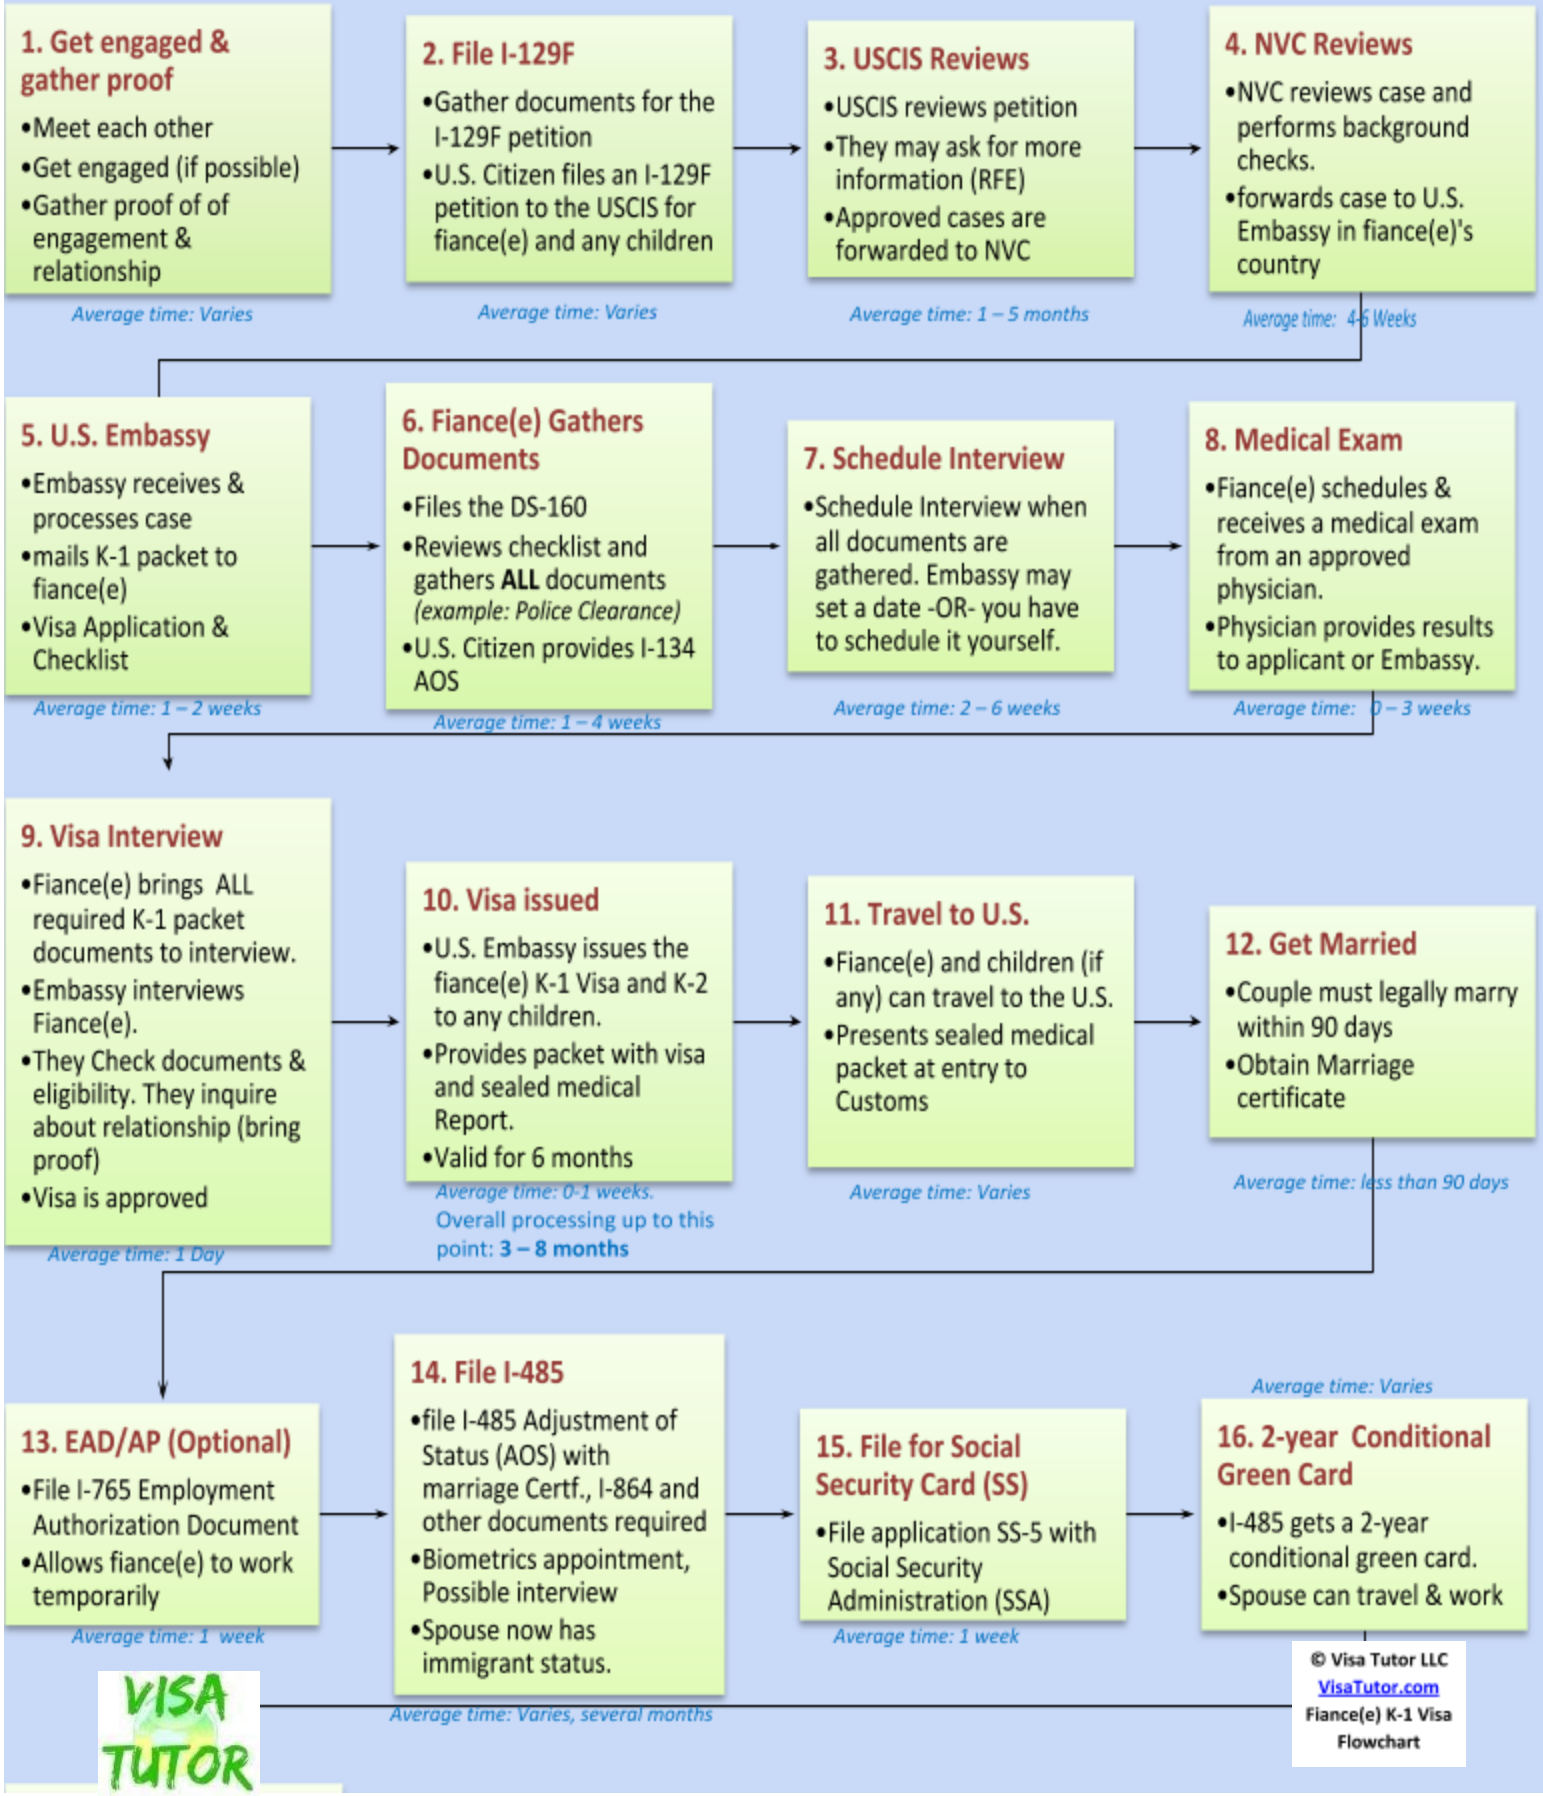 1. Get engaged &
gather proof
•Meet each other
•Get engaged (if possible)
•Gather proof of of
engagement &
relationship
Average time: Varies
2. File I-129F
•Gather documents for the
I-129F petition
•U.S. Citizen files an I-129F
petition to the USCIS for
fiance(e) and any children
Average time: Varies
3. USCIS Reviews
•USCIS reviews petition
•They may ask for more
information (RFE)
•Approved cases are
forwarded to NVC
Average time: 1 – 5 months
4. NVC Reviews
•NVC reviews case and
performs background
checks.
•forwards case to U.S.
Embassy in fiance(e)'s
country
Average time: 4-6 Weeks
5. U.S. Embassy
•Embassy receives &
processes case
•mails K-1 packet to
fiance(e)
•Visa Application &
Checklist
Average time: 1 – 2 weeks
6. Fiance(e) Gathers
Documents
•Files the DS-160
•Reviews checklist and
gathers ALL documents
(example: Police Clearance)
•U.S. Citizen provides I-134
AOS
Average time: 1 – 4 weeks
7. Schedule Interview
•Schedule Interview when
all documents are
gathered. Embassy may
set a date -OR- you have
to schedule it yourself.
Average time: 2 – 6 weeks
8. Medical Exam
•Fiance(e) schedules &
receives a medical exam
from an approved
physician.
•Physician provides results
to applicant or Embassy.
Average time: 0 – 3 weeks
9. Visa Interview
•Fiance(e) brings ALL
required K-1 packet
documents to interview.
•Embassy interviews
Fiance(e).
•They Check documents &
eligibility. They inquire
about relationship (bring
proof)
•Visa is approved
Average time: 1 Day
10. Visa issued
•U.S. Embassy issues the
fiance(e) K-1 Visa and K-2
to any children.
•Provides packet with visa
and sealed medical
Report.
•Valid for 6 months
Average time: 0-1 weeks.
Overall processing up to this
point: 3 – 8 months
11. Travel to U.S.
•Fiance(e) and children (if
any) can travel to the U.S.
•Presents sealed medical
packet at entry to
Customs
Average time: Varies
12. Get Married
•Couple must legally marry
within 90 days
•Obtain Marriage
certificate
Average time: less than 90 days
13. EAD/AP (Optional)
•File I-765 Employment
Authorization Document
•Allows fiance(e) to work
temporarily
Average time: 1 week
14. File I-485
•file I-485 Adjustment of
Status (AOS) with
marriage Certf., I-864 and
other documents required
•Biometrics appointment,
Possible interview
•Spouse now has
immigrant status.
Average time: Varies, several months
15. File for Social
Security Card (SS)
•File application SS-5 with
Social Security
Administration (SSA)
Average time: 1 week
Average time: Varies
16. 2-year Conditional
Green Card
•I-485 gets a 2-year
conditional green card.
•Spouse can travel & work
VISA
TUTOR
© Visa Tutor LLC
VisaTutor.com
Fiance(e) K-1 Visa
Flowchart